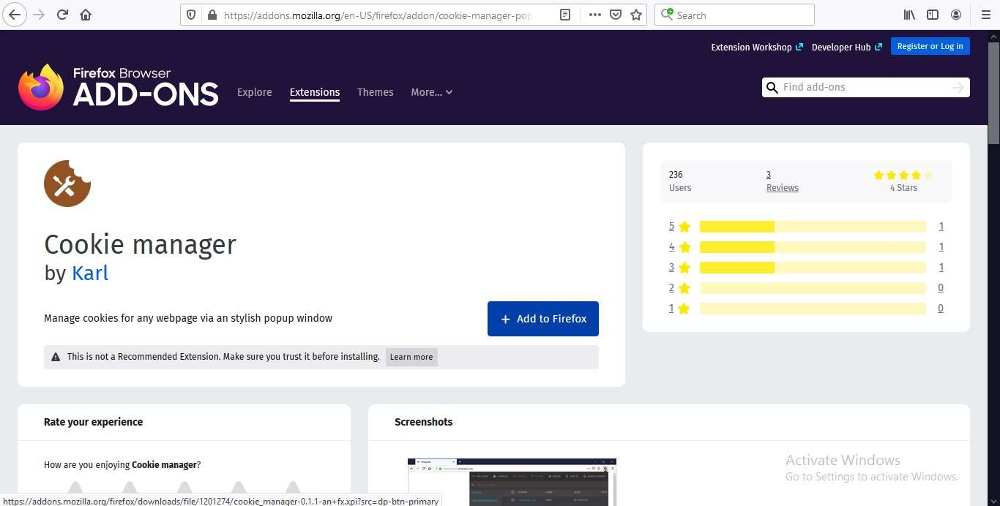 https://addons.mozilla.org/en-US/firefox/addon/cookie-manager-pop
Search
Extension Workshop
Developer Hub
Register or Log in
Firefox Browser
ADD-ONS
Explore
Extensions
Themes
More...
Find add-ons
Cookie manager
by Karl
Manage cookies for any webpage via an stylish popup window
+ Add to Firefox
This is not a Recommended Extension. Make sure you trust it before installing.
Learn more
236
Users
3
Reviews
4 Stars
5 1
4 1
3 1
2 0
1 0
Rate your experience
How are you enjoying Cookie manager?
Screenshots
Activate Windows
Go to Settings to activate Windows.
https://addons.mozilla.org/firefox/downloads/file/1201274/cookie_manager-0.1.1-an+fx.xpi?src=dp-btn-primary